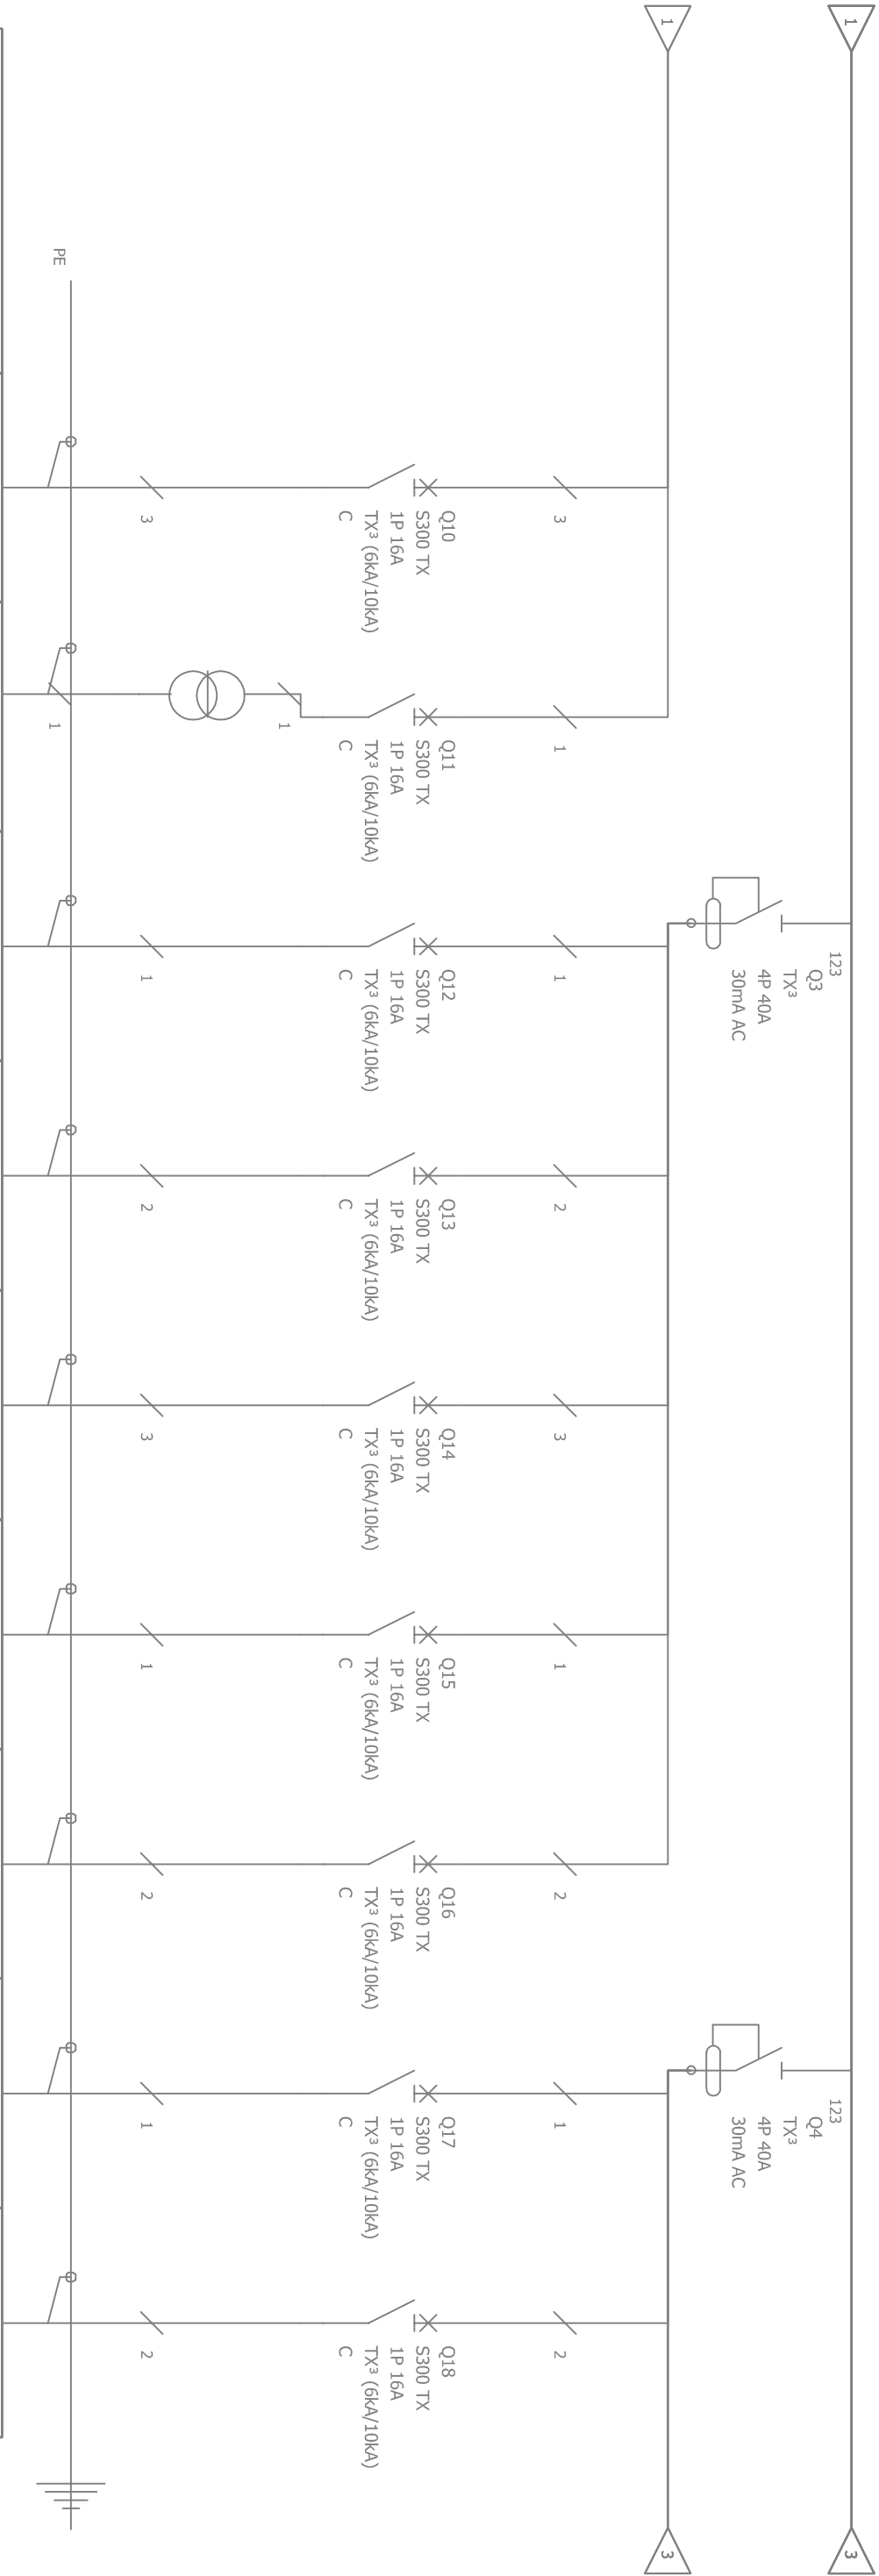 1
1
123
Q3
TX³
4P 40A
30mA AC
123
Q4
TX³
4P 40A
30mA AC
3
3
3
1
1
2
3
1
2
1
2
Q10
S300 TX
1P 16A
TX³ (6kA/10kA)
C
Q11
S300 TX
1P 16A
TX³ (6kA/10kA)
C
Q12
S300 TX
1P 16A
TX³ (6kA/10kA)
C
Q13
S300 TX
1P 16A
TX³ (6kA/10kA)
C
Q14
S300 TX
1P 16A
TX³ (6kA/10kA)
C
Q15
S300 TX
1P 16A
TX³ (6kA/10kA)
C
Q16
S300 TX
1P 16A
TX³ (6kA/10kA)
C
Q17
S300 TX
1P 16A
TX³ (6kA/10kA)
C
Q18
S300 TX
1P 16A
TX³ (6kA/10kA)
C
1
3
1
2
3
1
2
1
2
PE
1